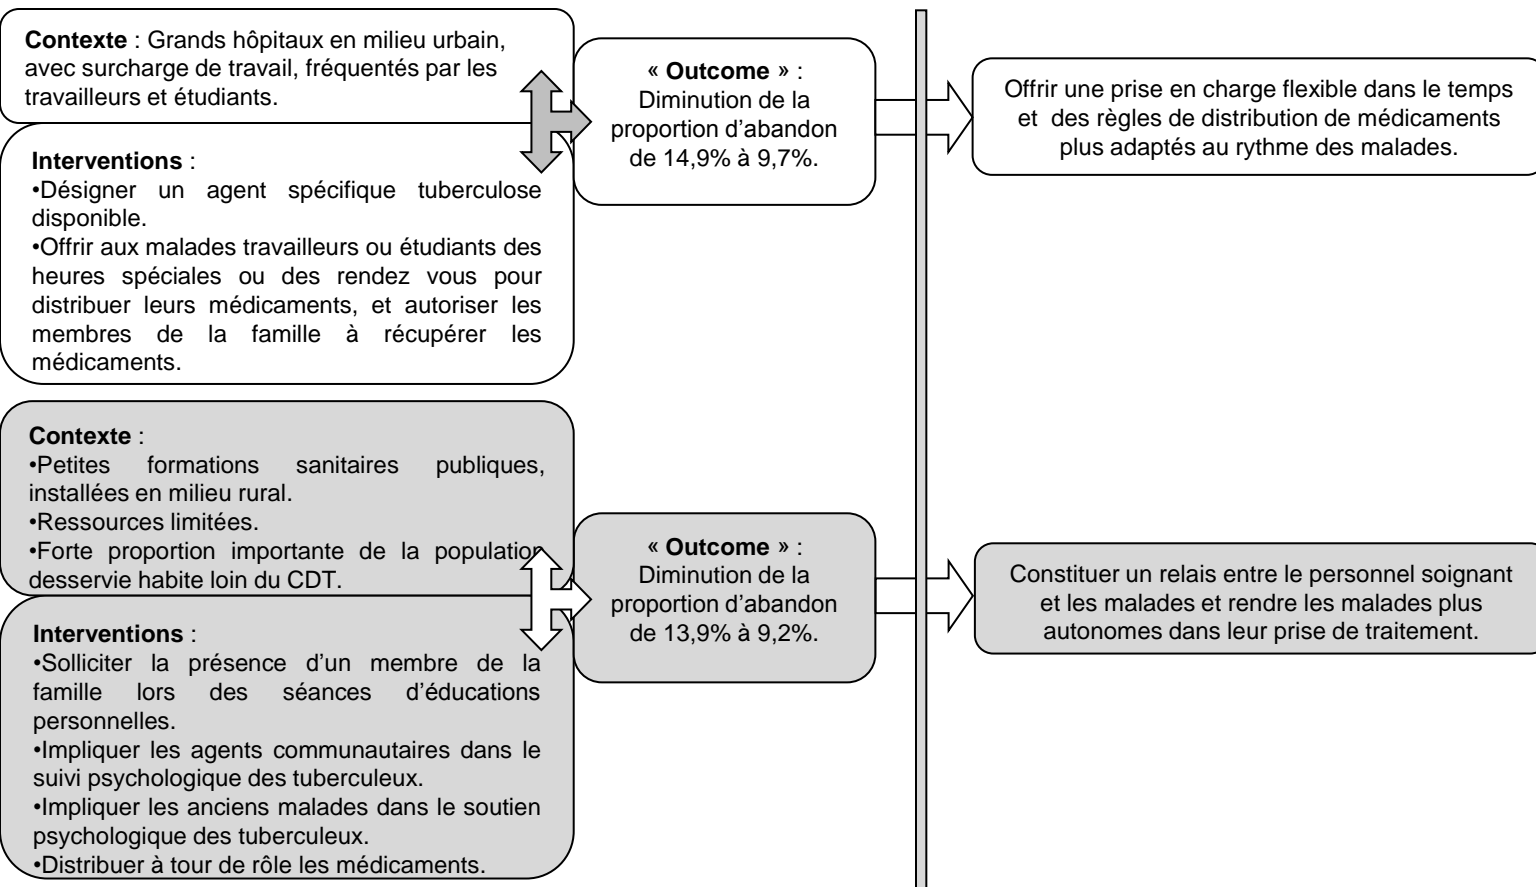 Contexte : Grands hôpitaux en milieu urbain,
avec surcharge de travail, fréquentés par les
travailleurs et étudiants.
Interventions :
•Désigner un agent spécifique tuberculose
disponible.
•Offrir aux malades travailleurs ou étudiants des
heures spéciales ou des rendez vous pour
distribuer leurs médicaments, et autoriser les
membres de la famille à récupérer les
médicaments.
« Outcome » :
Diminution de la
proportion d’abandon
de 14,9% à 9,7%.
Offrir une prise en charge flexible dans le temps
et des règles de distribution de médicaments
plus adaptés au rythme des malades.
Contexte :
•Petites formations sanitaires publiques,
installées en milieu rural.
•Ressources limitées.
•Forte proportion importante de la population
desservie habite loin du CDT.
Interventions :
•Solliciter la présence d’un membre de la
famille lors des séances d’éducations
personnelles.
•Impliquer les agents communautaires dans le
suivi psychologique des tuberculeux.
•Impliquer les anciens malades dans le soutien
psychologique des tuberculeux.
•Distribuer à tour de rôle les médicaments.
« Outcome » :
Diminution de la
proportion d’abandon
de 13,9% à 9,2%.
Constituer un relais entre le personnel soignant
et les malades et rendre les malades plus
autonomes dans leur prise de traitement.